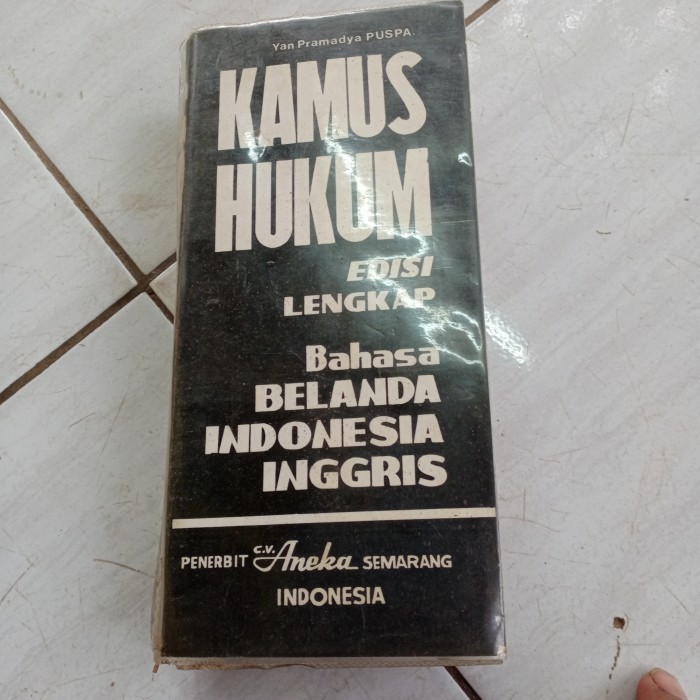 Yan Pramadya PUSPA.
KAMUS
HUKUM
EDISI
LENGKAP
Bahasa
BELANDA
INDONESIA
INGGRIS
PENERBIT C.V. Aneka SEMARANG
INDONESIA